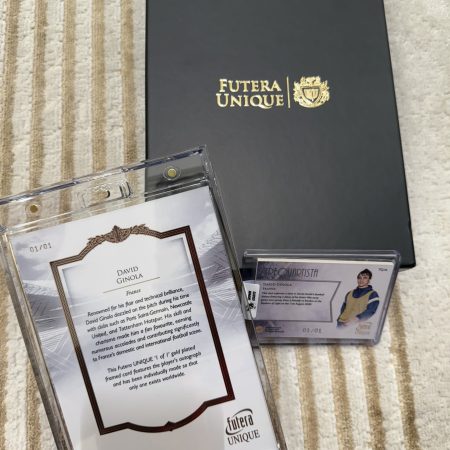 FUTERA
UNIQUE
01/01
DAVID
GINOLA
France
Renowned for his flair and technical brilliance,
David Ginola dazzled on the pitch during his time
with clubs such as Paris Saint-Germain, Newcastle
United, and Tottenham Hotspur. His skill and
charisma made him a fan favourite, winning
numerous accolades and contributing significantly
to France's domestic and international football scene.
This Futera UNIQUE "1 of 1" gold plated
framed card features the player's autograph
and has been individually made so that
only one exists worldwide.
futera
UNIQUE
TREQUARTISTA
DAVID GINOLA
01/01